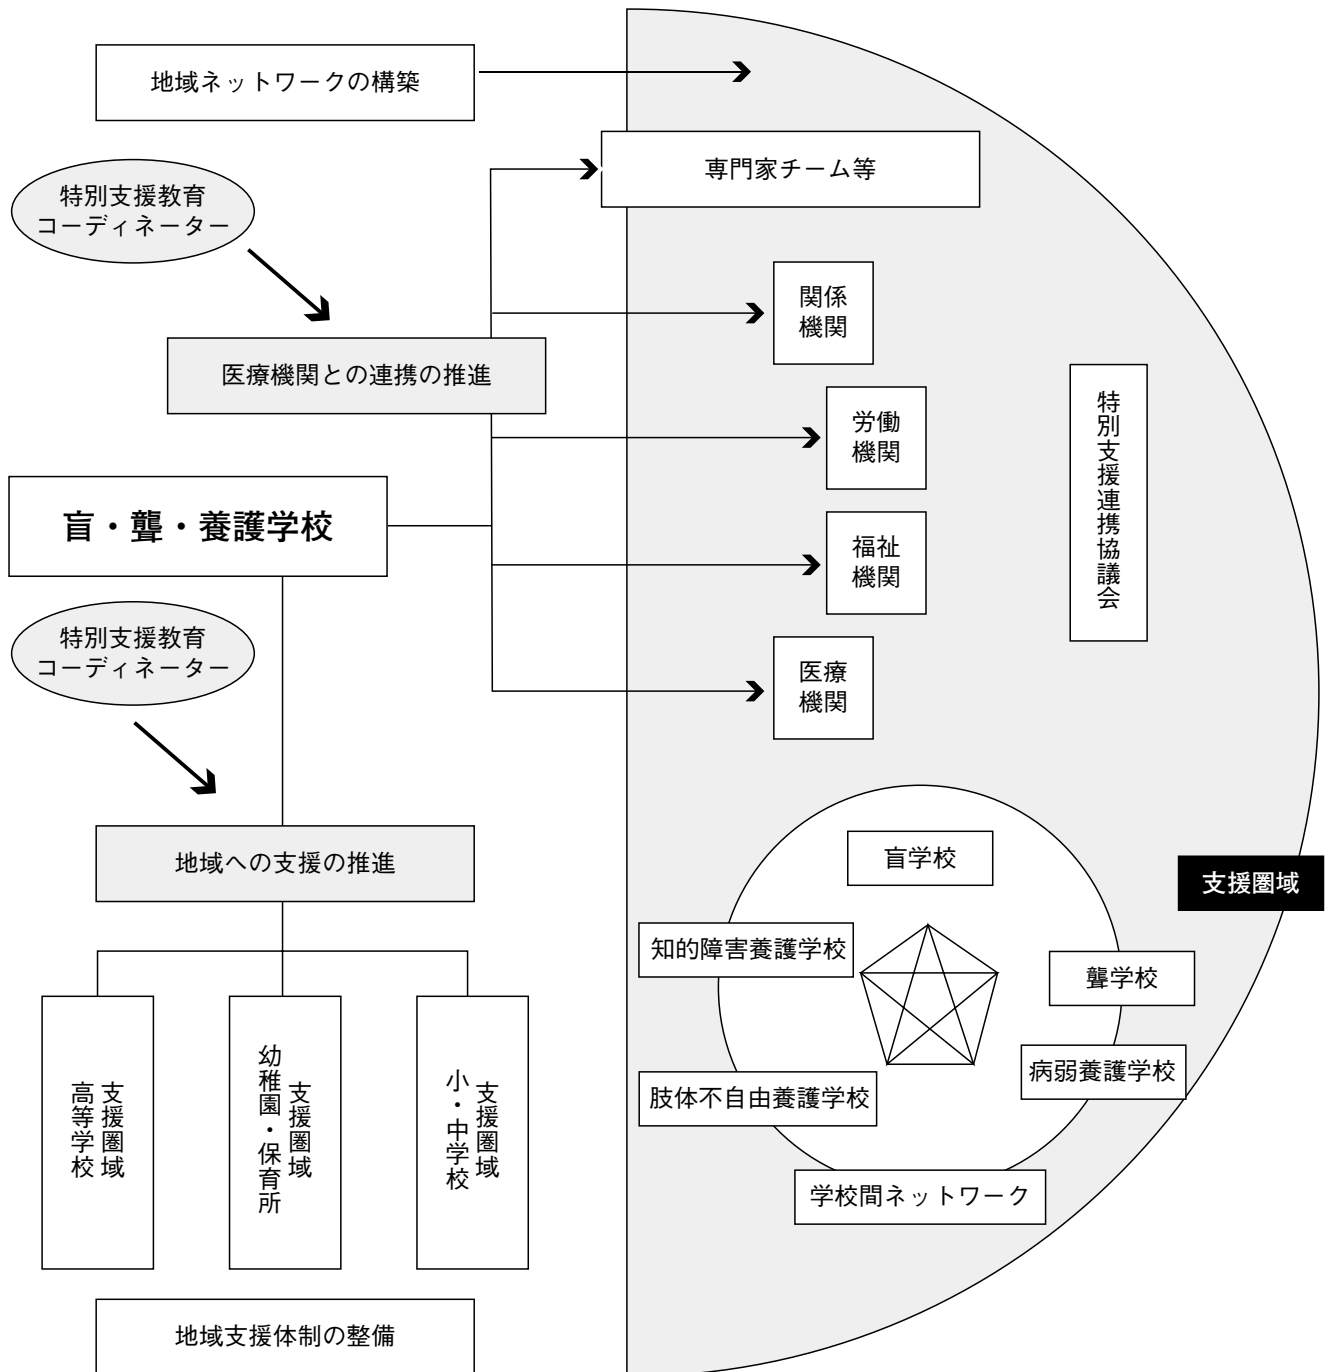 地域ネットワークの構築
専門家チーム等
特別支援教育
コーディネーター
関係
機関
医療機関との連携の推進
労働
機関
特別支援連携協議会
盲・聾・養護学校
福祉
機関
特別支援教育
コーディネーター
医療
機関
地域への支援の推進
盲学校
支援圏域
知的障害養護学校
聾学校
病弱養護学校
肢体不自由養護学校
学校間ネットワーク
支援圏域
高等学校
支援圏域
幼稚園・保育所
支援圏域
小・中学校
地域支援体制の整備